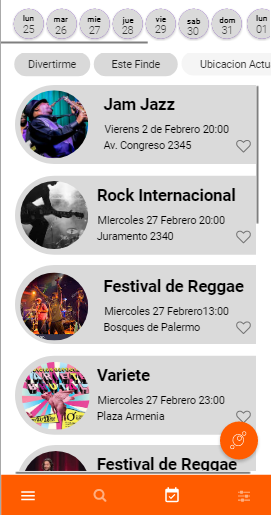 lun mar mie jue vie sab dom lun
25 26 27 28 29 30 31 01
Divertirme Este Finde Ubicacion Actu
Jam Jazz
Vierens 2 de Febrero 20:00
Av. Congreso 2345
Rock Internacional
Miercoles 27 Febrero 20:00
Juramento 2340
Festival de Reggae
Miercoles 27 Febrero13:00
Bosques de Palermo
Variete
Miercoles 27 Febrero 23:00
Plaza Armenia
Festival de Reggae